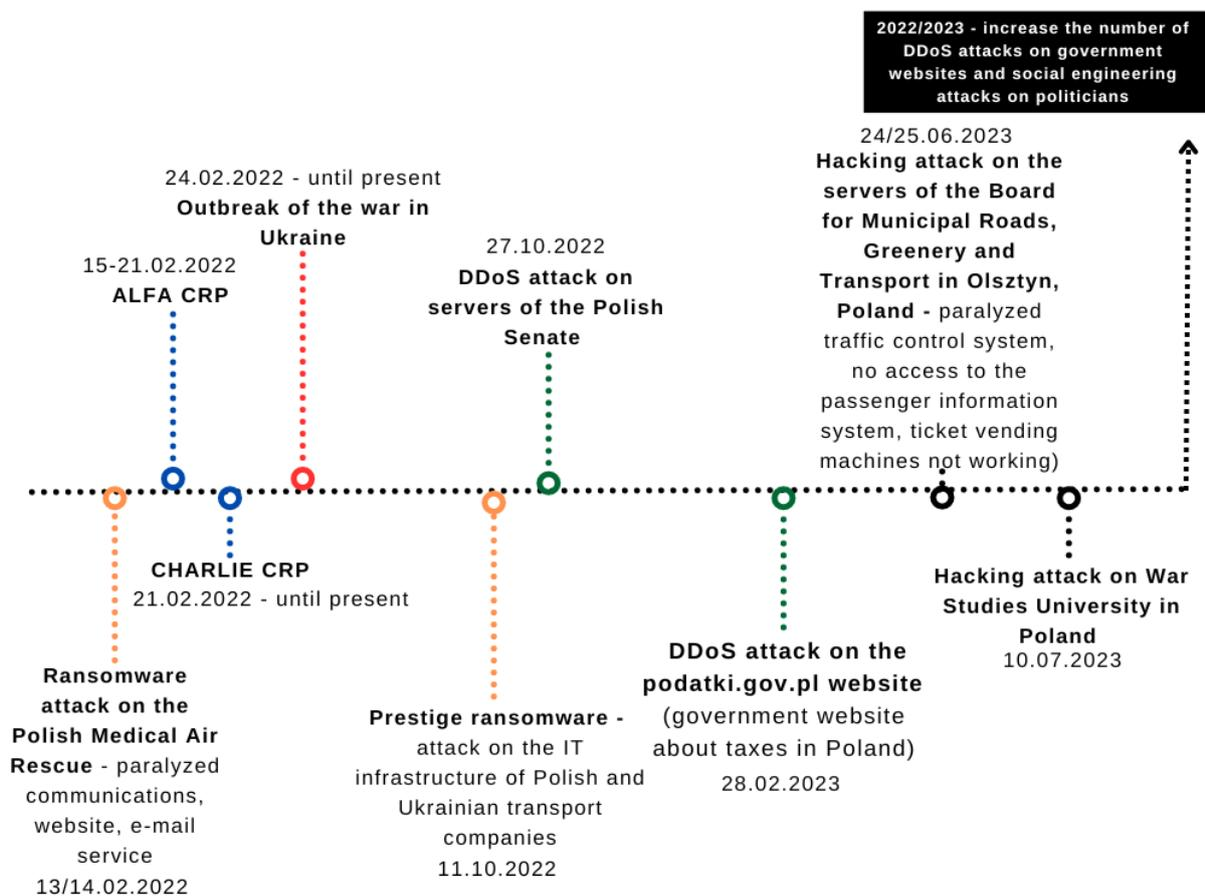 2022/2023 - increase the number of
DDoS attacks on government
websites and social engineering
attacks on politicians
24/25.06.2023
Hacking attack on the
servers of the Board
for Municipal Roads,
Greenery and
Transport in Olsztyn,
Poland - paralyzed
traffic control system,
no access to the
passenger information
system, ticket vending
machines not working)
24.02.2022 - until present
Outbreak of the war in
Ukraine
15-21.02.2022
ALFA CRP
27.10.2022
DDoS attack on
servers of the Polish
Senate
CHARLIE CRP
21.02.2022 - until present
Ransomware
attack on the
Polish Medical Air
Rescue - paralyzed
communications,
website, e-mail
service
13/14.02.2022
Prestige ransomware -
attack on the IT
infrastructure of Polish and
Ukrainian transport
companies
11.10.2022
DDoS attack on the
podatki.gov.pl website
(government website
about taxes in Poland)
28.02.2023
Hacking attack on War
Studies University in
Poland
10.07.2023